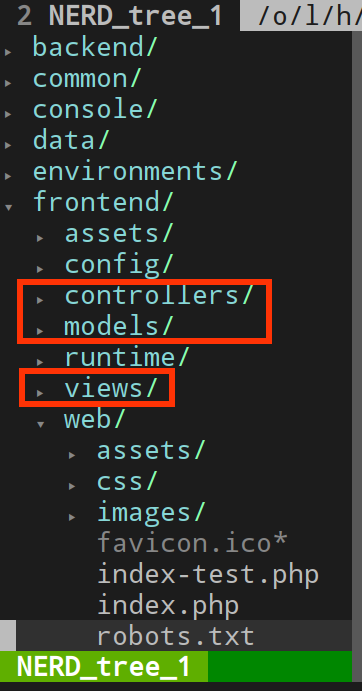 2 NERD_tree_1 /o/l/h/
▸ backend/
▸ common/
▸ console/
▸ data/
▸ environments/
▾ frontend/
▸ assets/
▸ config/
▸ controllers/
▸ models/
▸ runtime/
▸ views/
▾ web/
▸ assets/
▸ css/
▸ images/
favicon.ico*
index-test.php
index.php
robots.txt
NERD_tree_1